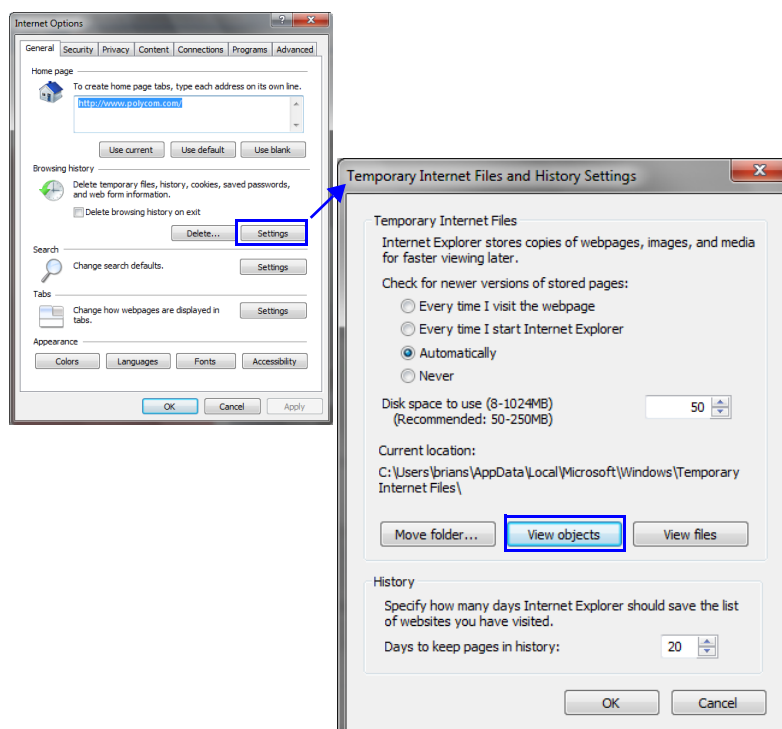 Internet Options
General Security Privacy Content Connections Programs Advanced
Home page
To create home page tabs, type each address on its own line.
http://www.polycom.com/
Use current Use default Use blank
Browsing history
Delete temporary files, history, cookies, saved passwords,
and web form information.
Delete browsing history on exit
Delete... Settings
Search
Change search defaults. Settings
Tabs
Change how webpages are displayed in
tabs.
Settings
Appearance
Colors Languages Fonts Accessibility
OK Cancel Apply
Temporary Internet Files and History Settings
Temporary Internet Files
Internet Explorer stores copies of webpages, images, and media
for faster viewing later.
Check for newer versions of stored pages:
Every time I visit the webpage
Every time I start Internet Explorer
Automatically
Never
Disk space to use (8-1024MB) 50
(Recommended: 50-250MB)
Current location:
C:\Users\brians\AppData\Local\Microsoft\Windows\Temporary
Internet Files\
Move folder... View objects View files
History
Specify how many days Internet Explorer should save the list
of websites you have visited.
Days to keep pages in history: 20
OK Cancel